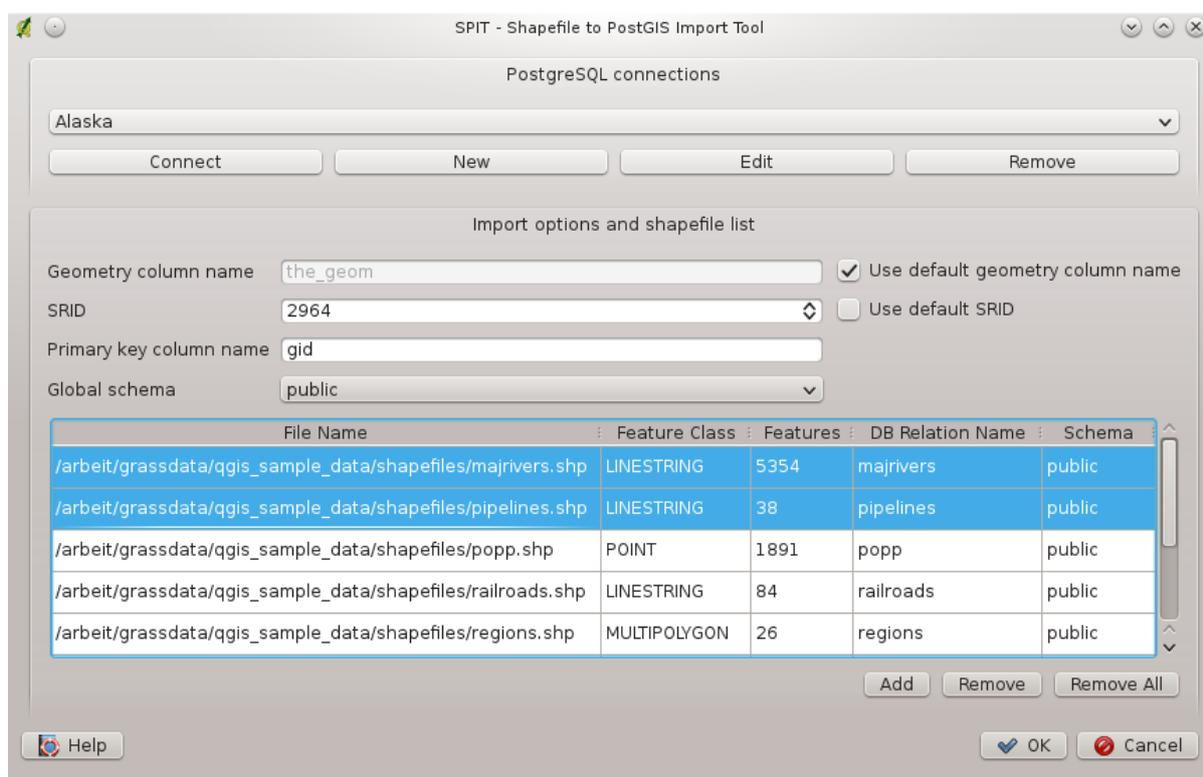 SPIT - Shapefile to PostGIS Import Tool
PostgreSQL connections
Alaska
Connect New Edit Remove
Import options and shapefile list
Geometry column name the_geom Use default geometry column name
SRID 2964 Use default SRID
Primary key column name gid
Global schema public
File Name Feature Class Features DB Relation Name Schema
/arbeit/grassdata/qgis_sample_data/shapefiles/majrivers.shp LINESTRING 5354 majrivers public
/arbeit/grassdata/qgis_sample_data/shapefiles/pipelines.shp LINESTRING 38 pipelines public
/arbeit/grassdata/qgis_sample_data/shapefiles/popp.shp POINT 1891 popp public
/arbeit/grassdata/qgis_sample_data/shapefiles/railroads.shp LINESTRING 84 railroads public
/arbeit/grassdata/qgis_sample_data/shapefiles/regions.shp MULTIPOLYGON 26 regions public
Add Remove Remove All
Help OK Cancel